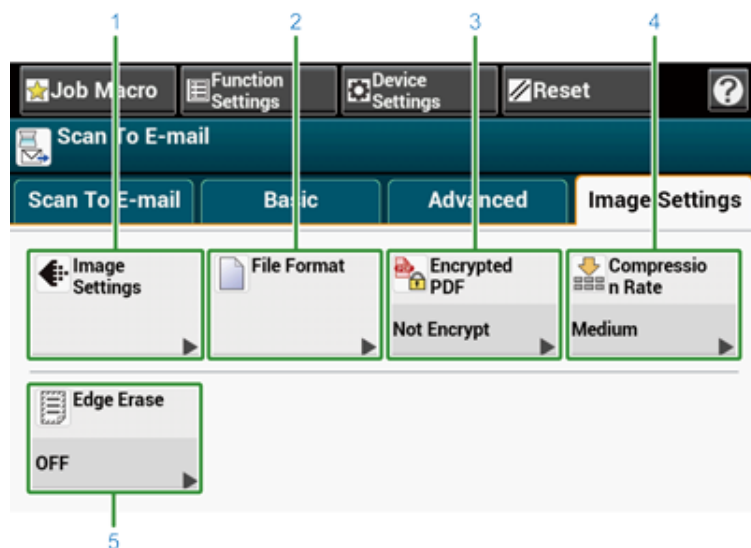 1 2 3 4
Job Macro Function Device Reset ?
Settings Settings
Scan To E-mail
Scan To E-mail Basic Advanced Image Settings
Image File Format Encrypted Compressio
Settings PDF n Rate
Not Encrypt Medium
Edge Erase
OFF
5